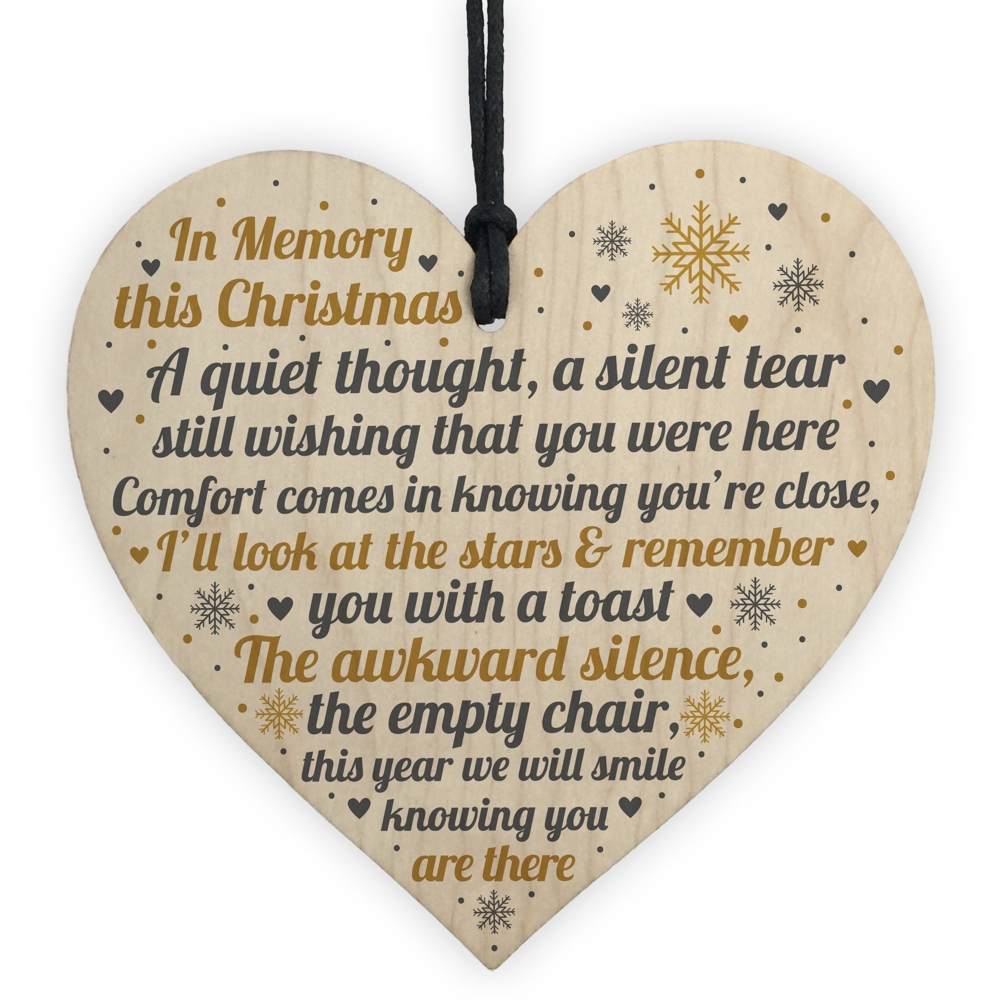 In Memory
this Christmas
A quiet thought, a silent tear
still wishing that you were here
Comfort comes in knowing you're close,
I'll look at the stars & remember
you with a toast
The awkward silence,
the empty chair,
this year we will smile
knowing you
are there